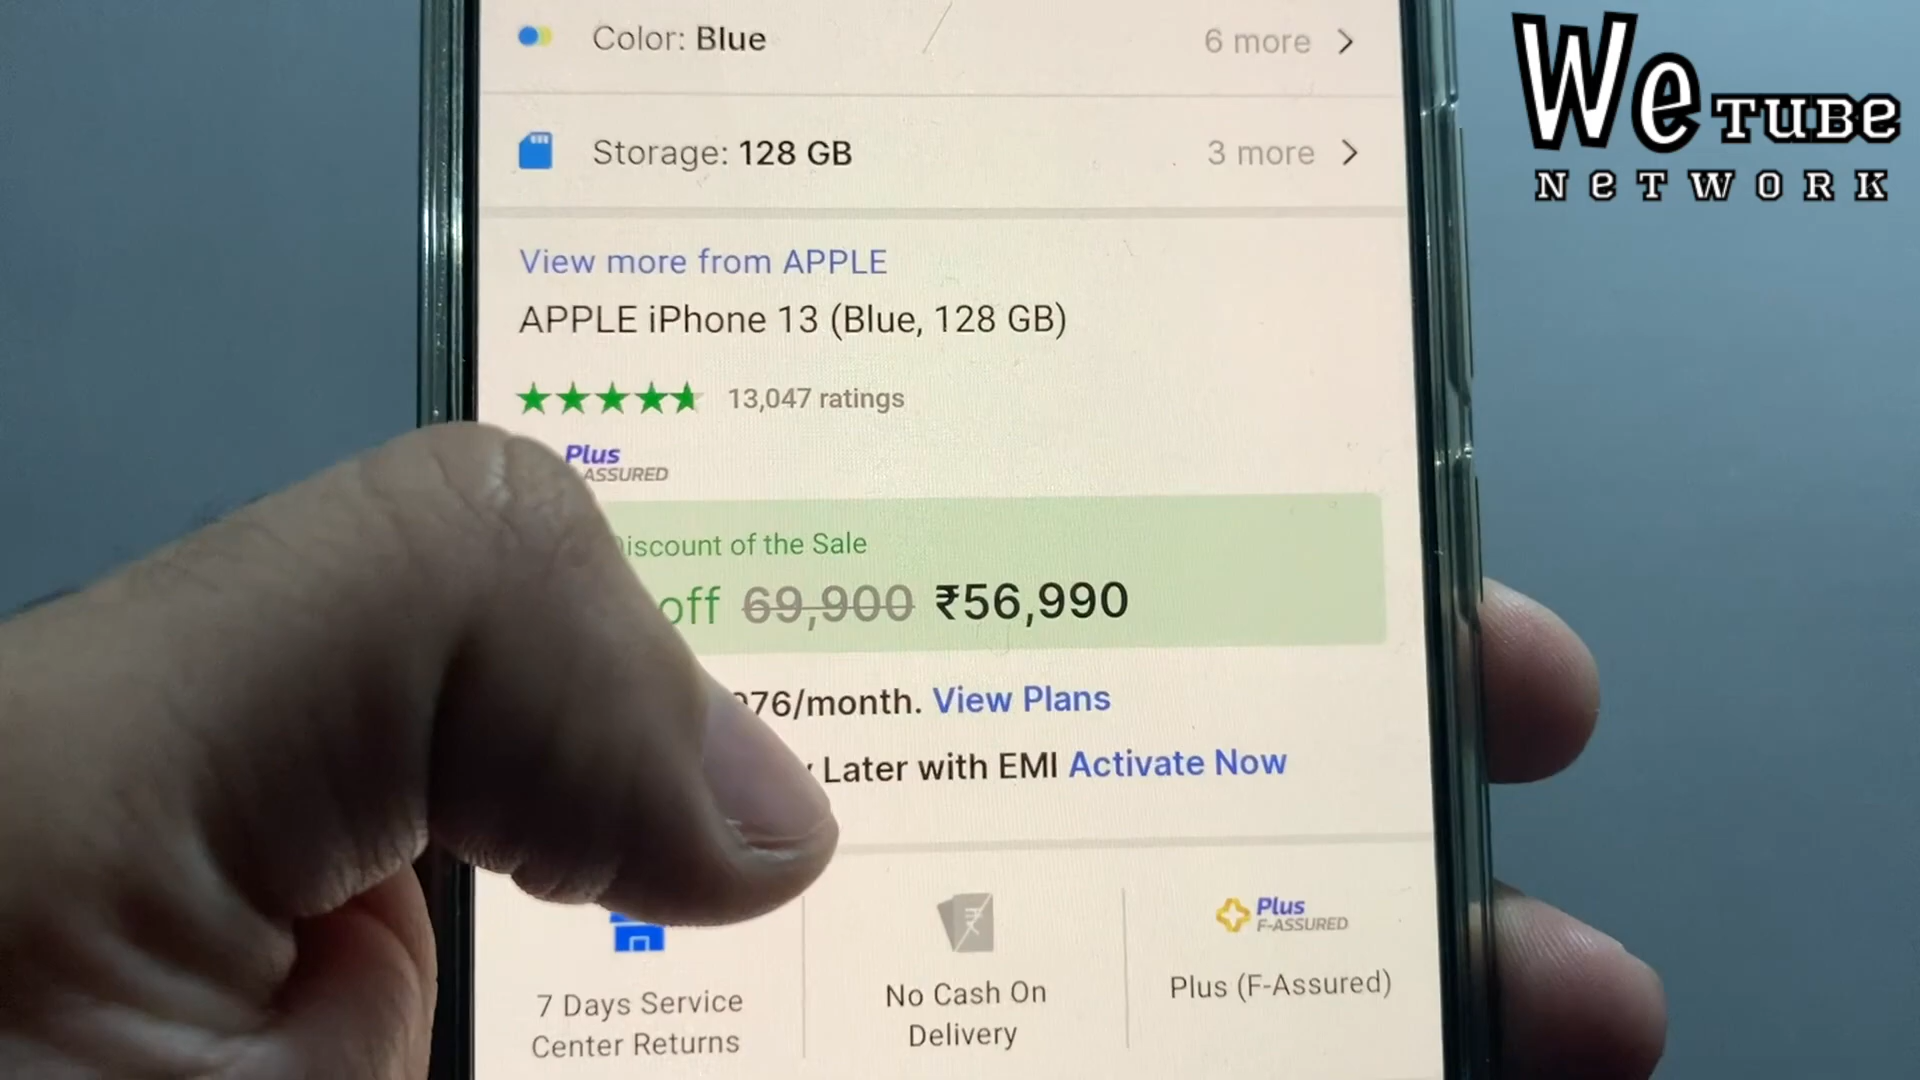 Color: Blue
6 more
Storage: 128 GB
3 more
View more from APPLE
APPLE iPhone 13 (Blue, 128 GB)
13,047 ratings
Plus
ASSURED
iscount of the Sale
off 69,900 ₹56,990
76/month. View Plans
Later with EMI Activate Now
7 Days Service
Center Returns
No Cash On
Delivery
Plus
F-ASSURED
Plus (F-Assured)
We TUBe
NeTWORK